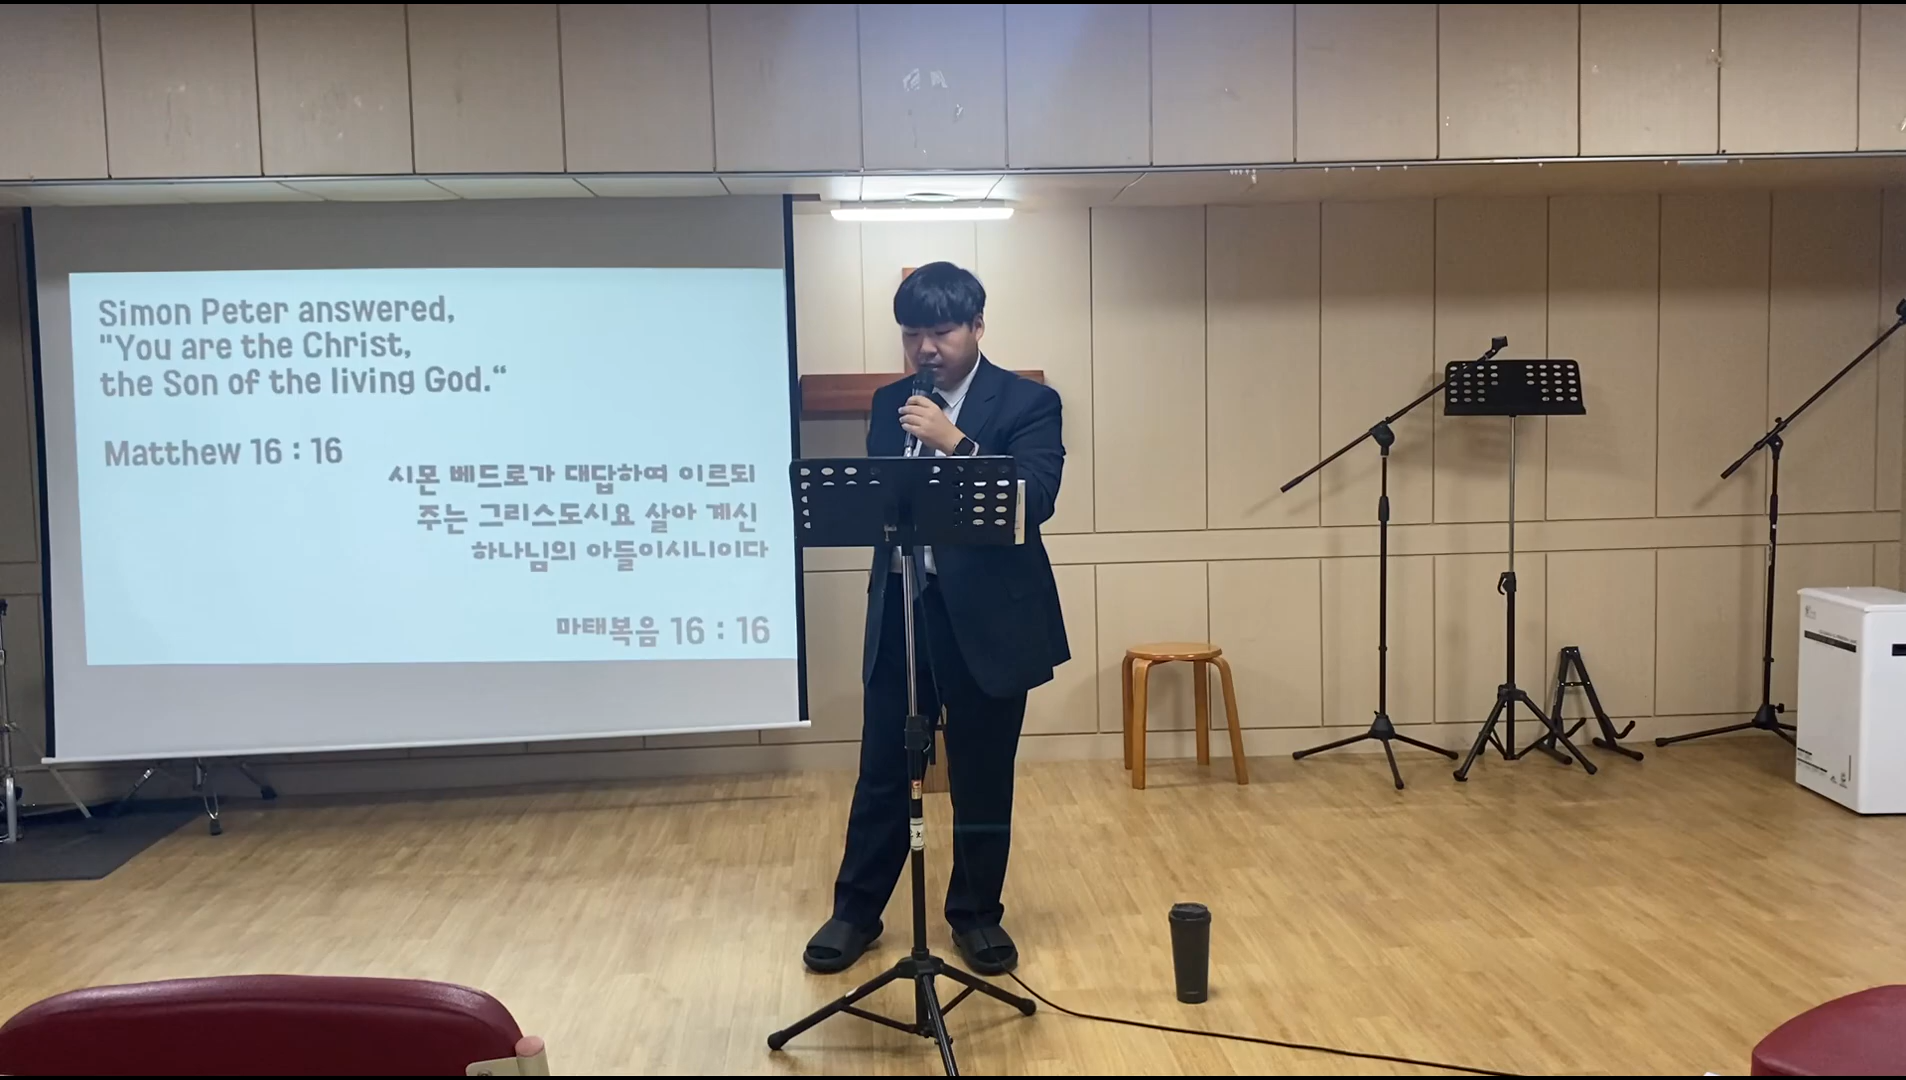 Simon Peter answered,
"You are the Christ,
the Son of the living God.“
Matthew 16 : 16
시몬 베드로가 대답하여 이르되
주는 그리스도시요 살아 계신
하나님의 아들이시니이다
마태복음 16 : 16